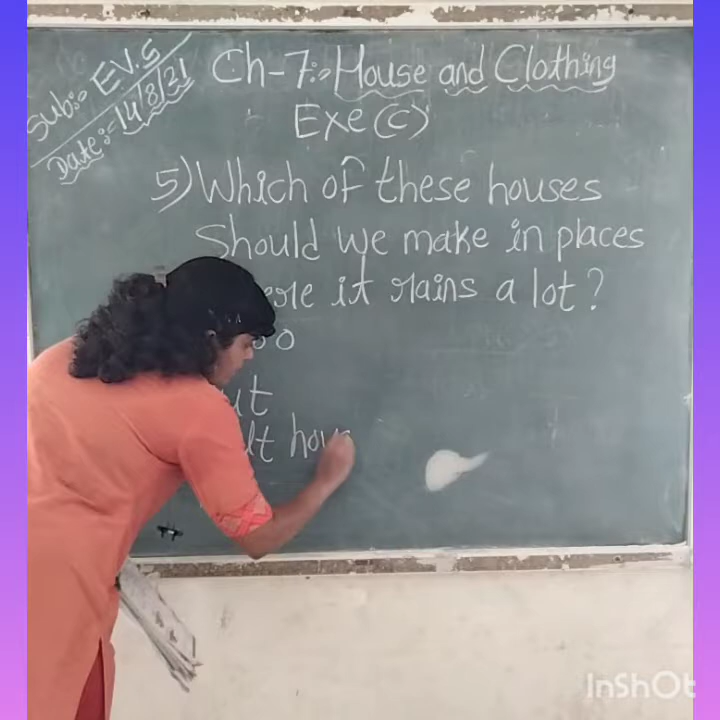 Sub:- EV.S
Date:- 14/8/21
Ch-7:- House and Clothing
Exe (c)
5) Which of these houses
Should we make in places
it rains a lot?
InShOt